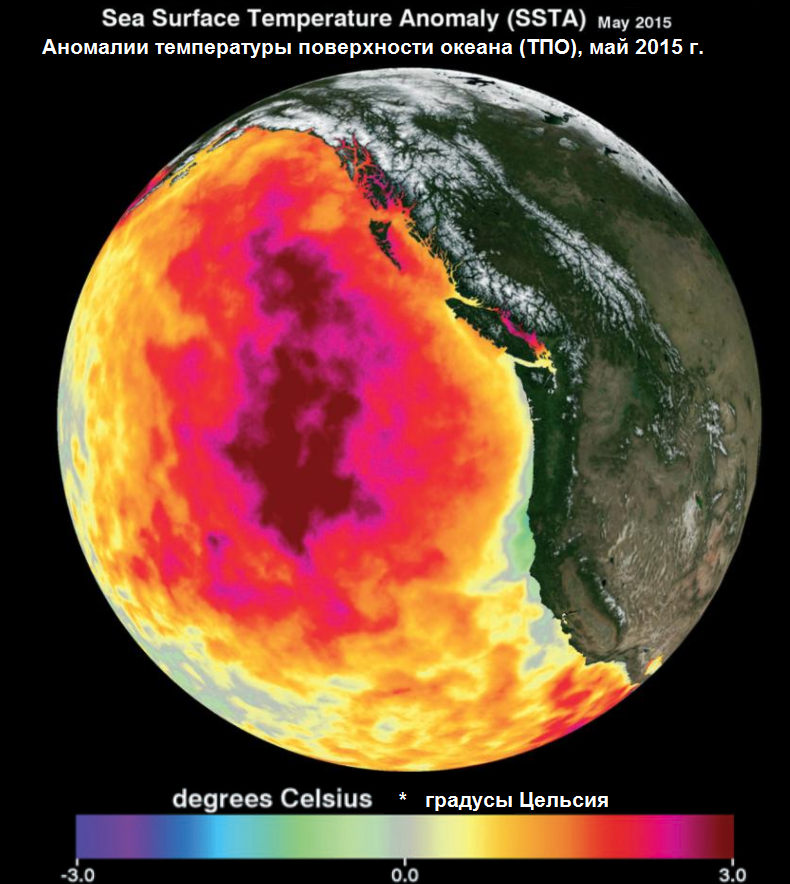 Sea Surface Temperature Anomaly (SSTA) May 2015
Аномалии температуры поверхности океана (ТПО), май 2015 г.
degrees Celsius * градусы Цельсия
-3.0 0.0 3.0